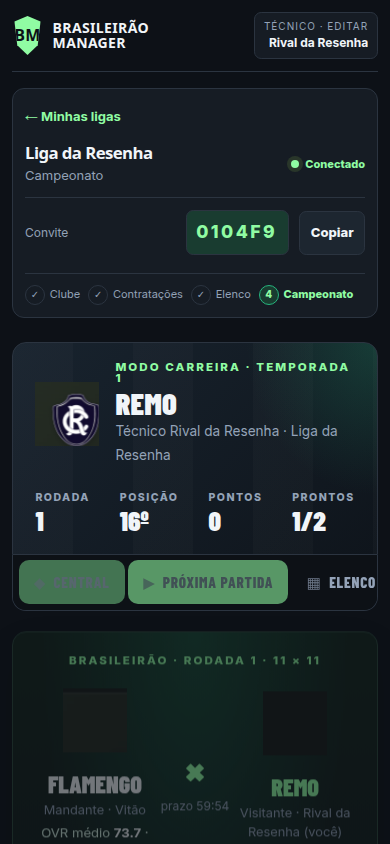 BM BRASILEIRÃO
MANAGER
TÉCNICO · EDITAR
Rival da Resenha
← Minhas ligas
Liga da Resenha
Campeonato
Conectado
Convite
0104F9
Copiar
✓ Clube ✓ Contratações ✓ Elenco 4 Campeonato
MODO CARREIRA · TEMPORADA
1
REMO
Técnico Rival da Resenha · Liga da
Resenha
RODADA POSIÇÃO PONTOS PRONTOS
1 16º 0 1/2
▶ PRÓXIMA PARTIDA
▦ ELENCO
BRASILEIRÃO · RODADA 1 · 11 × 11
FLAMENGO
Mandante · Vitão
OVR médio 73.7 ·
✖
prazo 59:54
REMO
Visitante · Rival da
Resenha (você)